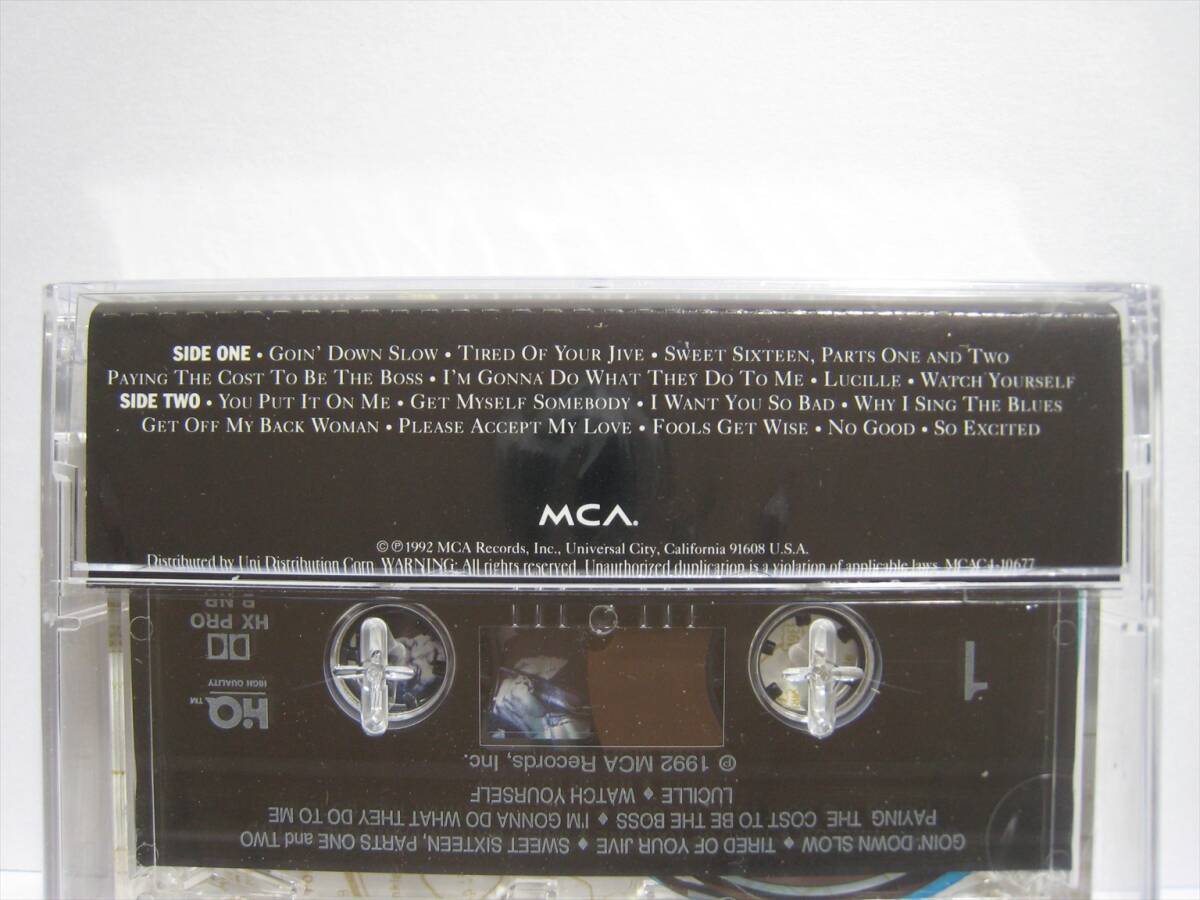 SIDE ONE • GOIN' DOWN SLOW • TIRED OF YOUR JIVE • SWEET SIXTEEN, PARTS ONE AND TWO
PAYING THE COST TO BE THE BOSS • I'M GONNA DO WHAT THEY DO TO ME • LUCILLE • WATCH YOURSELF
SIDE TWO • YOU PUT IT ON ME • GET MYSELF SOMEBODY • I WANT YOU SO BAD • WHY I SING THE BLUES
GET OFF MY BACK WOMAN • PLEASE ACCEPT MY LOVE • FOOLS GET WISE • NO GOOD • SO EXCITED
MCA.
© ℗ 1992 MCA Records, Inc., Universal City, California 91608 U.S.A.
Distributed by Uni Distribution Corp. WARNING: All rights reserved. Unauthorized duplication is a violation of applicable laws. MCAC4-10677
1
GOIN' DOWN SLOW ♦ TIRED OF YOUR JIVE ♦ SWEET SIXTEEN, PARTS ONE and TWO
PAYING THE COST TO BE THE BOSS ♦ I'M GONNA DO WHAT THEY DO TO ME
LUCILLE ♦ WATCH YOURSELF
℗ 1992 MCA Records, Inc.
HQ™
HIGH QUALITY
HX PRO
B NR